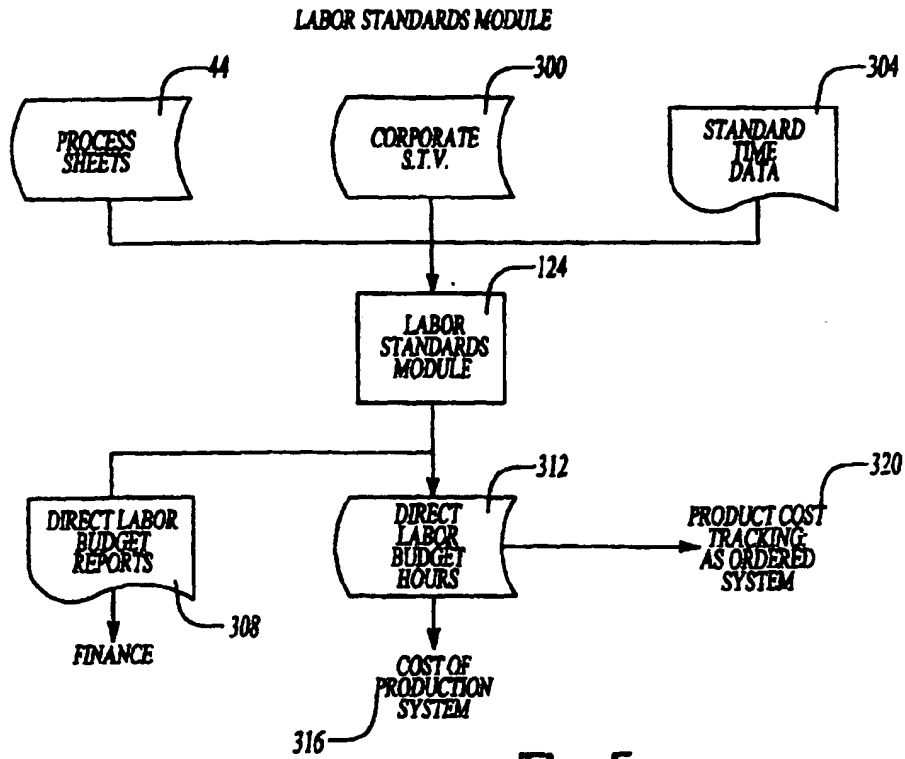 LABOR STANDARDS MODULE
44
300
304
PROCESS
SHEETS
CORPORATE
S.T.V.
STANDARD
TIME
DATA
124
LABOR
STANDARDS
MODULE
312
320
DIRECT LABOR
BUDGET
REPORTS
DIRECT
LABOR
BUDGET
HOURS
PRODUCT COST
TRACKING
AS ORDERED
SYSTEM
308
FINANCE
COST OF
PRODUCTION
SYSTEM
316